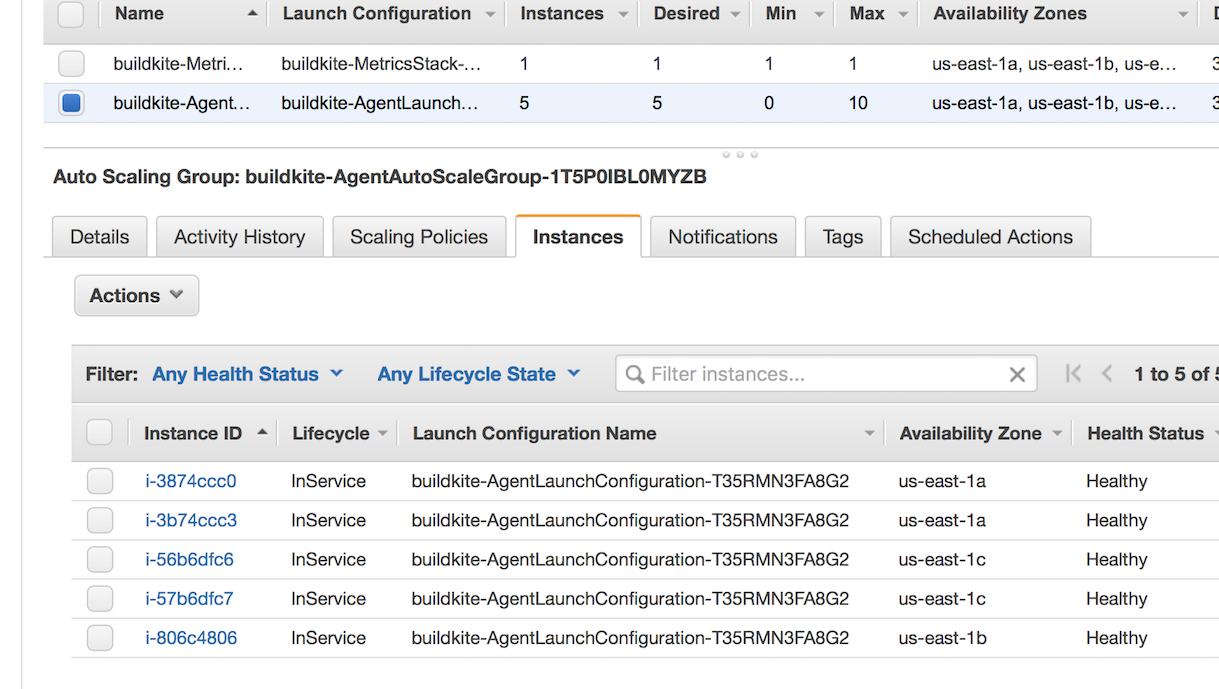 Name Launch Configuration Instances Desired Min Max Availability Zones
buildkite-Metri... buildkite-MetricsStack-... 1 1 1 1 us-east-1a, us-east-1b, us-e...
buildkite-Agent... buildkite-AgentLaunch... 5 5 0 10 us-east-1a, us-east-1b, us-e...
Auto Scaling Group: buildkite-AgentAutoScaleGroup-1T5P0IBL0MYZB
Details Activity History Scaling Policies Instances Notifications Tags Scheduled Actions
Actions
Filter: Any Health Status Any Lifecycle State Filter instances... 1 to 5 of 5
Instance ID Lifecycle Launch Configuration Name Availability Zone Health Status
i-3874ccc0 InService buildkite-AgentLaunchConfiguration-T35RMN3FA8G2 us-east-1a Healthy
i-3b74ccc3 InService buildkite-AgentLaunchConfiguration-T35RMN3FA8G2 us-east-1a Healthy
i-56b6dfc6 InService buildkite-AgentLaunchConfiguration-T35RMN3FA8G2 us-east-1c Healthy
i-57b6dfc7 InService buildkite-AgentLaunchConfiguration-T35RMN3FA8G2 us-east-1c Healthy
i-806c4806 InService buildkite-AgentLaunchConfiguration-T35RMN3FA8G2 us-east-1b Healthy